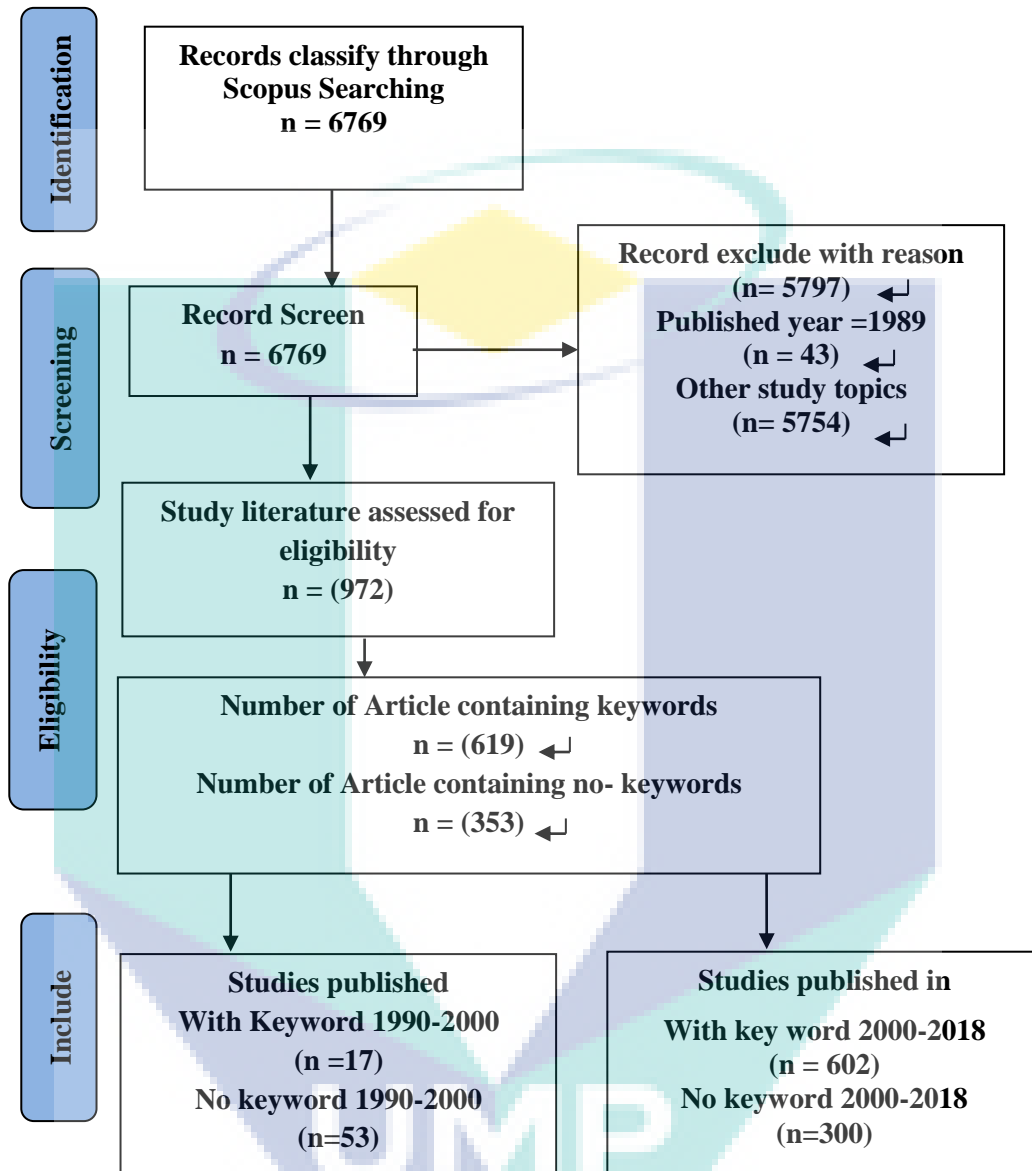 Identification
Records classify through
Scopus Searching
n = 6769
Record exclude with reason
(n= 5797)
Published year =1989
(n = 43)
Other study topics
(n= 5754)
Screening
Record Screen
n = 6769
Study literature assessed for
eligibility
n = (972)
Eligibility
Number of Article containing keywords
n = (619)
Number of Article containing no- keywords
n = (353)
Include
Studies published
With Keyword 1990-2000
(n =17)
No keyword 1990-2000
(n=53)
Studies published in
With key word 2000-2018
(n = 602)
No keyword 2000-2018
(n=300)
UMP